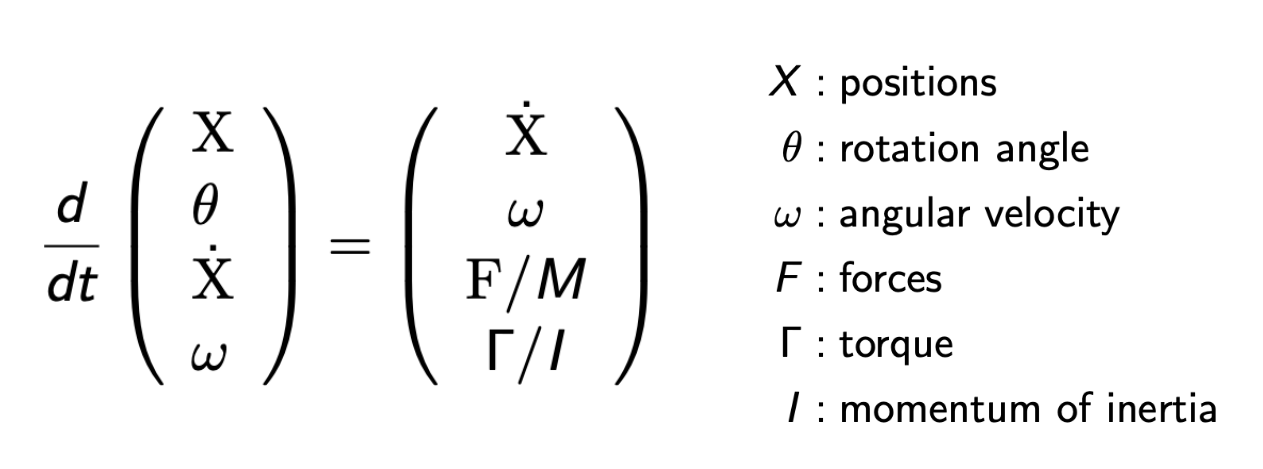 d/dt ( X θ Ẋ ω ) = ( Ẋ ω F/M Γ/I )
X : positions
θ : rotation angle
ω : angular velocity
F : forces
Γ : torque
I : momentum of inertia